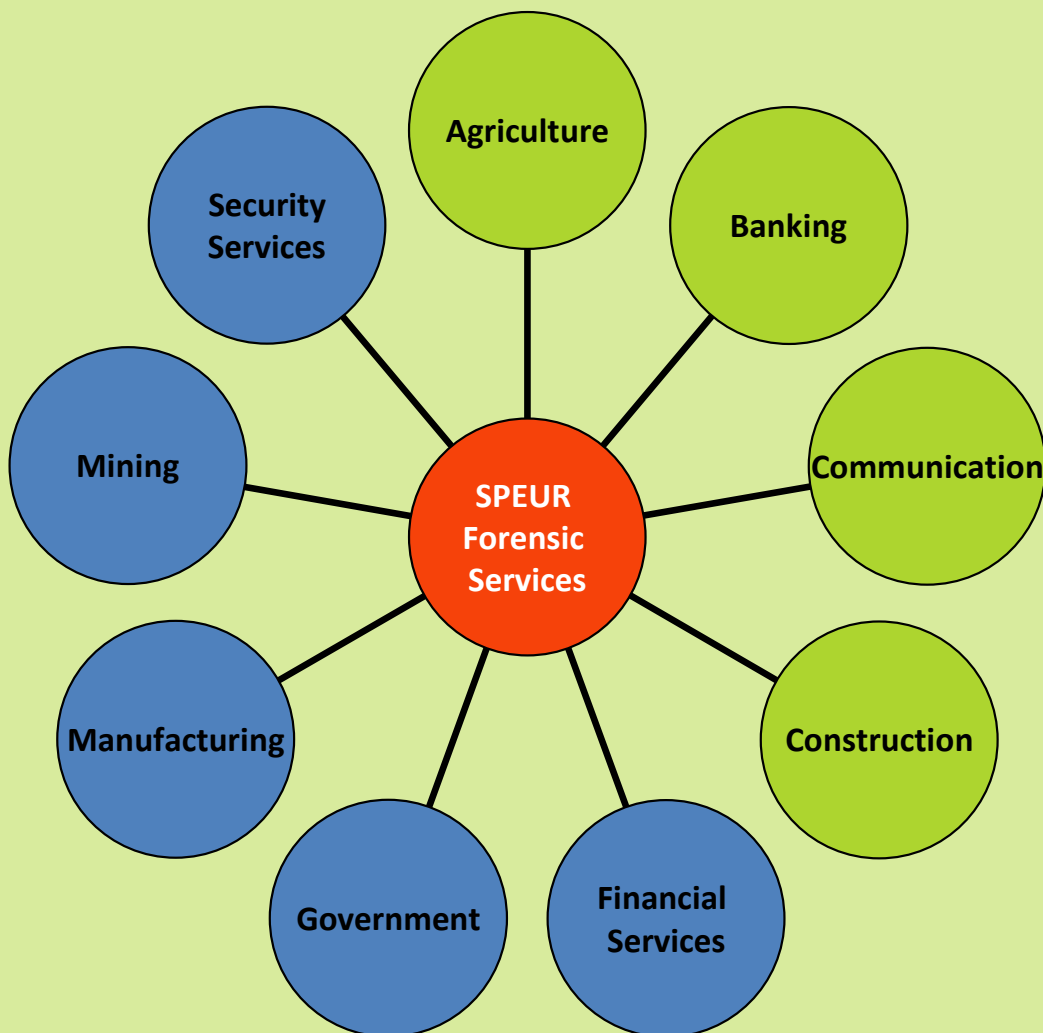 Agriculture
Security
Services
Banking
Mining
Communication
SPEUR
Forensic
Services
Manufacturing
Construction
Government
Financial
Services